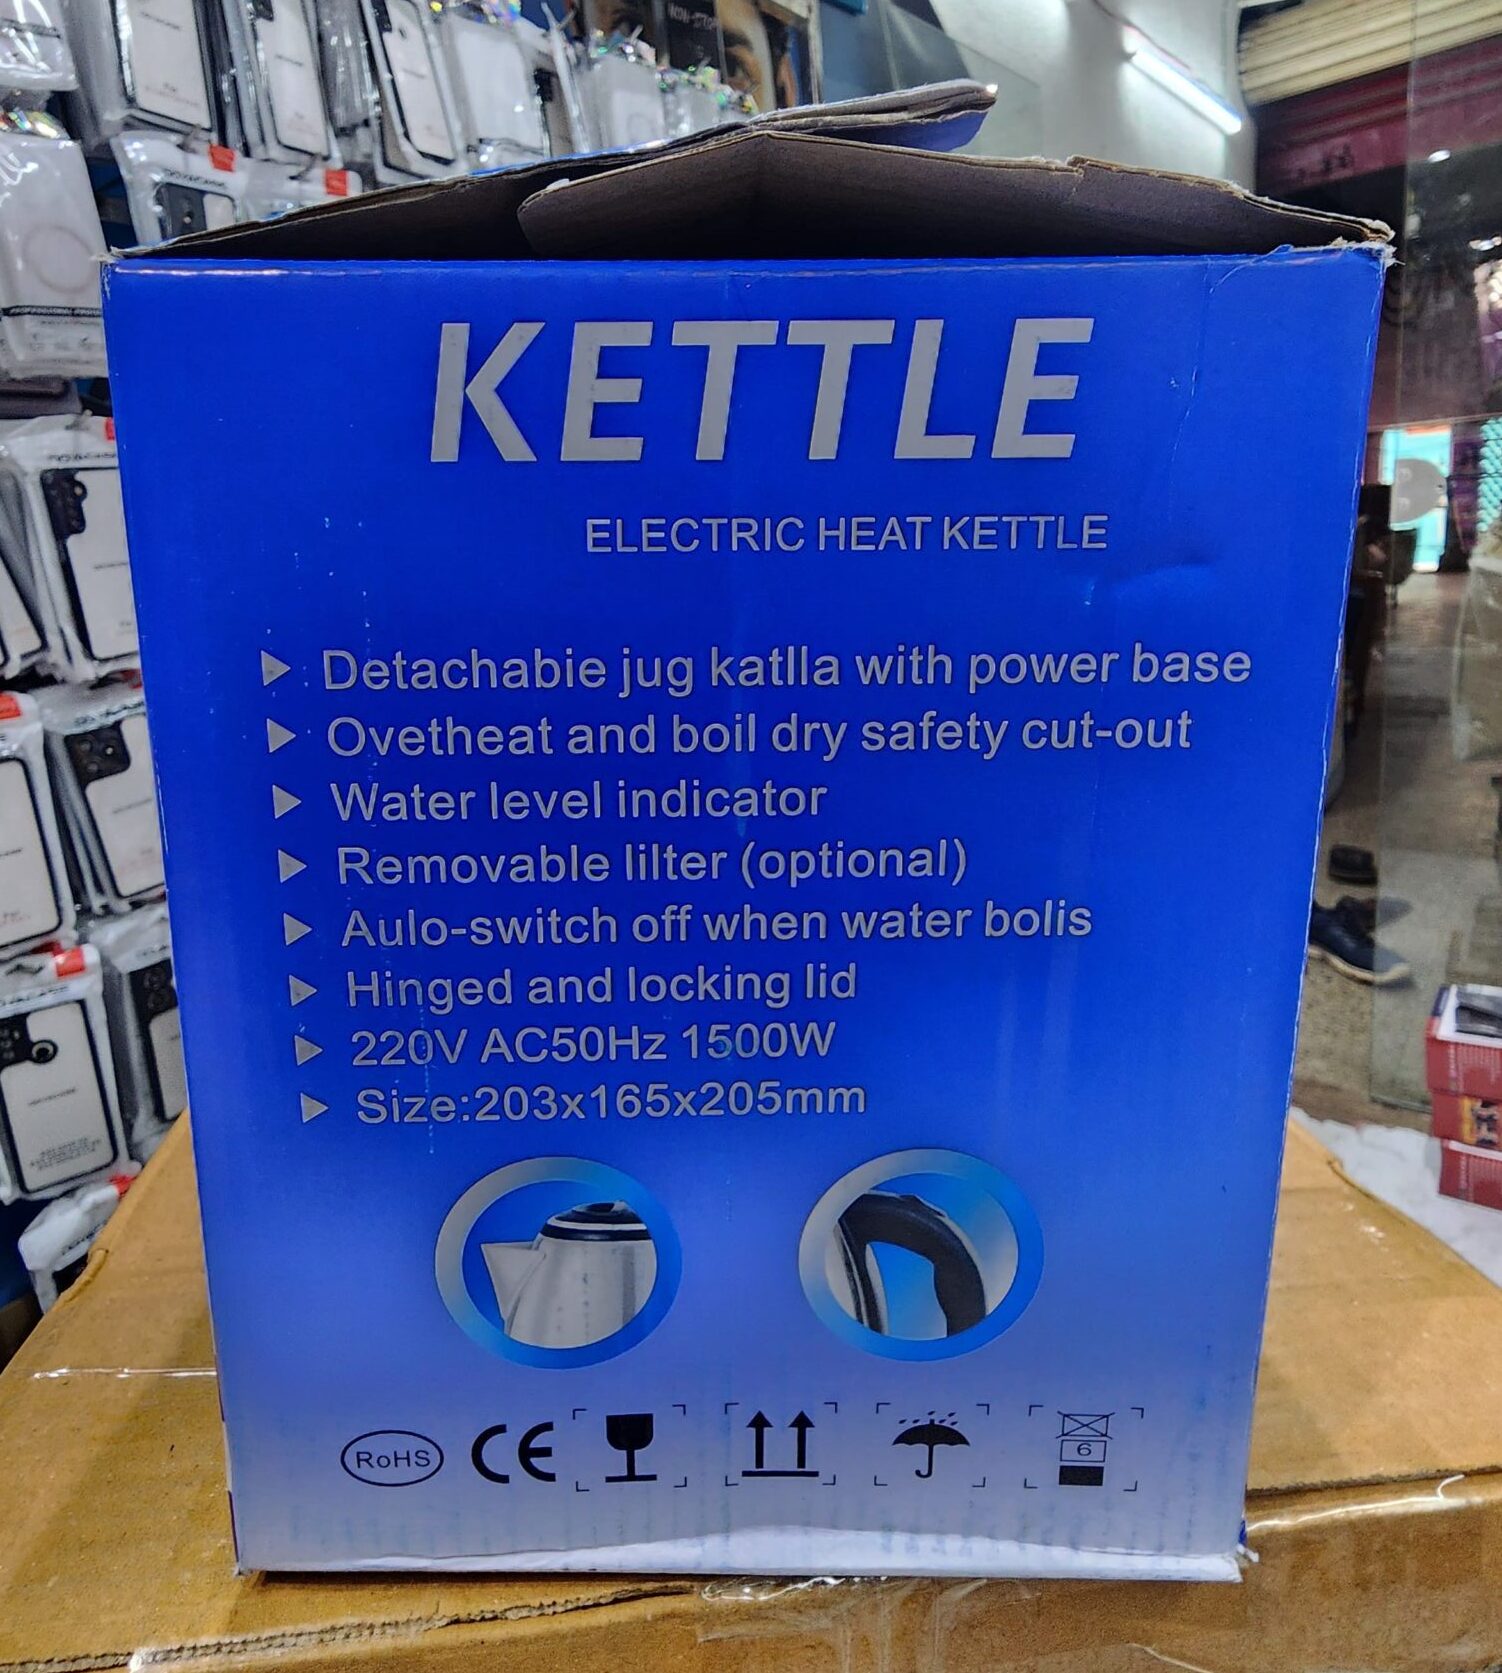 KETTLE
ELECTRIC HEAT KETTLE
Detachabie jug katlla with power base
Ovetheat and boil dry safety cut-out
Water level indicator
Removable lilter (optional)
Aulo-switch off when water bolis
Hinged and locking lid
220V AC50Hz 1500W
Size:203x165x205mm
RoHS CE
6